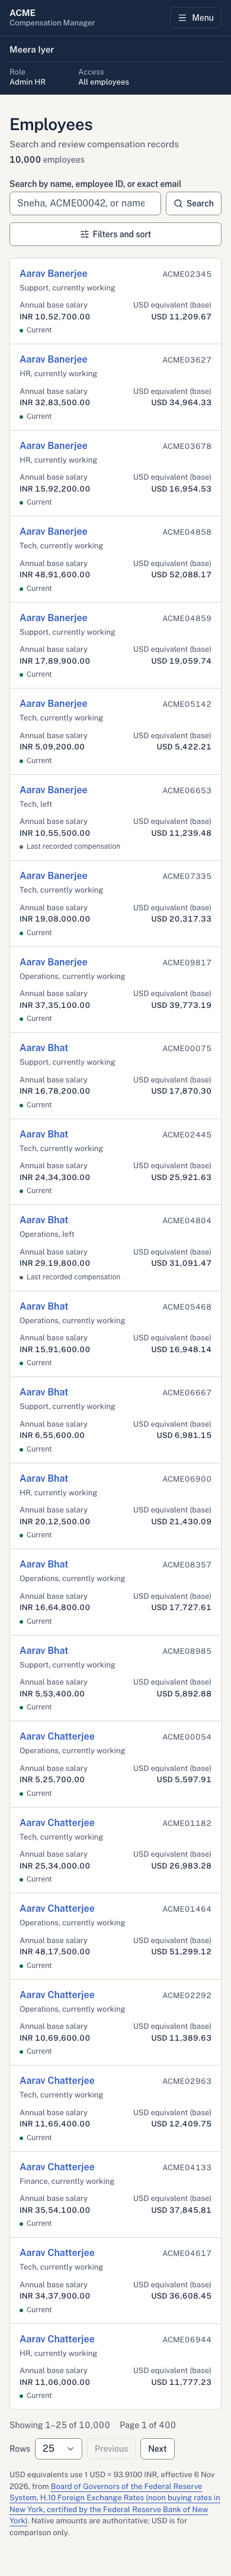 ACME
Compensation Manager
Menu
Meera Iyer
Role
Admin HR
Access
All employees
Employees
Search and review compensation records
10,000 employees
Search by name, employee ID, or exact email
Sneha, ACME00042, or name
Search
Filters and sort
Aarav Banerjee ACME02345
Support, currently working
Annual base salary USD equivalent (base)
INR 10,52,700.00 USD 11,209.67
Current
Aarav Banerjee ACME03627
HR, currently working
Annual base salary USD equivalent (base)
INR 32,83,500.00 USD 34,964.33
Current
Aarav Banerjee ACME03678
HR, currently working
Annual base salary USD equivalent (base)
INR 15,92,200.00 USD 16,954.53
Current
Aarav Banerjee ACME04858
Tech, currently working
Annual base salary USD equivalent (base)
INR 48,91,600.00 USD 52,088.17
Current
Aarav Banerjee ACME04859
Support, currently working
Annual base salary USD equivalent (base)
INR 17,89,900.00 USD 19,059.74
Current
Aarav Banerjee ACME05142
Tech, currently working
Annual base salary USD equivalent (base)
INR 5,09,200.00 USD 5,422.21
Current
Aarav Banerjee ACME06653
Tech, left
Annual base salary USD equivalent (base)
INR 10,55,500.00 USD 11,239.48
Last recorded compensation
Aarav Banerjee ACME07335
Tech, currently working
Annual base salary USD equivalent (base)
INR 19,08,000.00 USD 20,317.33
Current
Aarav Banerjee ACME09817
Operations, currently working
Annual base salary USD equivalent (base)
INR 37,35,100.00 USD 39,773.19
Current
Aarav Bhat ACME00075
Support, currently working
Annual base salary USD equivalent (base)
INR 16,78,200.00 USD 17,870.30
Current
Aarav Bhat ACME02445
Tech, currently working
Annual base salary USD equivalent (base)
INR 24,34,300.00 USD 25,921.63
Current
Aarav Bhat ACME04804
Operations, left
Annual base salary USD equivalent (base)
INR 29,19,800.00 USD 31,091.47
Last recorded compensation
Aarav Bhat ACME05468
Operations, currently working
Annual base salary USD equivalent (base)
INR 15,91,600.00 USD 16,948.14
Current
Aarav Bhat ACME06667
Support, currently working
Annual base salary USD equivalent (base)
INR 6,55,600.00 USD 6,981.15
Current
Aarav Bhat ACME06900
HR, currently working
Annual base salary USD equivalent (base)
INR 20,12,500.00 USD 21,430.09
Current
Aarav Bhat ACME08357
Operations, currently working
Annual base salary USD equivalent (base)
INR 16,64,800.00 USD 17,727.61
Current
Aarav Bhat ACME08985
Support, currently working
Annual base salary USD equivalent (base)
INR 5,53,400.00 USD 5,892.88
Current
Aarav Chatterjee ACME00054
Operations, currently working
Annual base salary USD equivalent (base)
INR 5,25,700.00 USD 5,597.91
Current
Aarav Chatterjee ACME01182
Tech, currently working
Annual base salary USD equivalent (base)
INR 25,34,000.00 USD 26,983.28
Current
Aarav Chatterjee ACME01464
Operations, currently working
Annual base salary USD equivalent (base)
INR 48,17,500.00 USD 51,299.12
Current
Aarav Chatterjee ACME02292
Operations, currently working
Annual base salary USD equivalent (base)
INR 10,69,600.00 USD 11,389.63
Current
Aarav Chatterjee ACME02963
Tech, currently working
Annual base salary USD equivalent (base)
INR 11,65,400.00 USD 12,409.75
Current
Aarav Chatterjee ACME04133
Finance, currently working
Annual base salary USD equivalent (base)
INR 35,54,100.00 USD 37,845.81
Current
Aarav Chatterjee ACME04617
Tech, currently working
Annual base salary USD equivalent (base)
INR 34,37,900.00 USD 36,608.45
Current
Aarav Chatterjee ACME06944
HR, currently working
Annual base salary USD equivalent (base)
INR 11,06,000.00 USD 11,777.23
Current
Showing 1–25 of 10,000 Page 1 of 400
Rows 25 Previous Next
USD equivalents use 1 USD = 93.9100 INR, effective 6 Nov
2026, from Board of Governors of the Federal Reserve
System, H.10 Foreign Exchange Rates (noon buying rates in
New York, certified by the Federal Reserve Bank of New
York). Native amounts are authoritative; USD is for
comparison only.